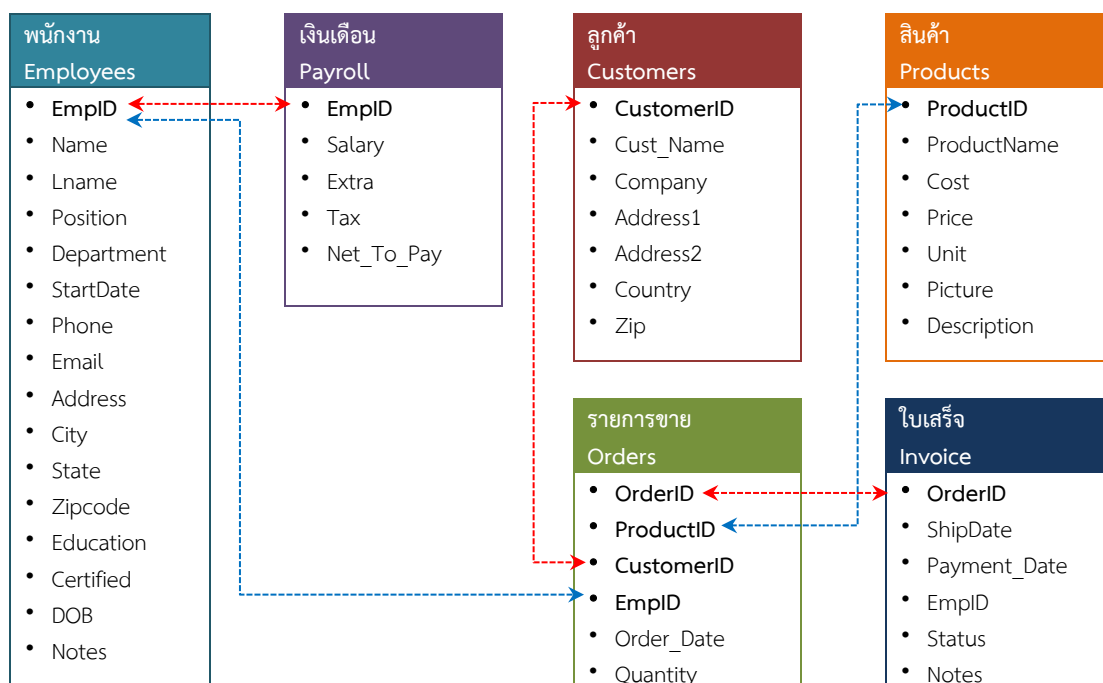 พนักงาน
Employees
• EmpID
• Name
• Lname
• Position
• Department
• StartDate
• Phone
• Email
• Address
• City
• State
• Zipcode
• Education
• Certified
• DOB
• Notes
เงินเดือน
Payroll
• EmpID
• Salary
• Extra
• Tax
• Net_To_Pay
ลูกค้า
Customers
• CustomerID
• Cust_Name
• Company
• Address1
• Address2
• Country
• Zip
สินค้า
Products
• ProductID
• ProductName
• Cost
• Price
• Unit
• Picture
• Description
รายการขาย
Orders
• OrderID
• ProductID
• CustomerID
• EmpID
• Order_Date
• Quantity
ใบเสร็จ
Invoice
• OrderID
• ShipDate
• Payment_Date
• EmpID
• Status
• Notes